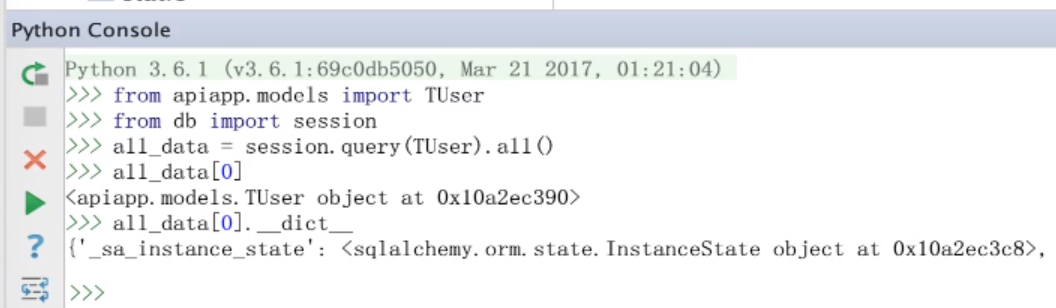 Python Console
Python 3.6.1 (v3.6.1:69c0db5050, Mar 21 2017, 01:21:04)
>>> from apiapp.models import TUser
>>> from db import session
>>> all_data = session.query(TUser).all()
>>> all_data[0]
<apiapp.models.TUser object at 0x10a2ec390>
>>> all_data[0].__dict__
{'_sa_instance_state': <sqlalchemy.orm.state.InstanceState object at 0x10a2ec3c8>,
>>>